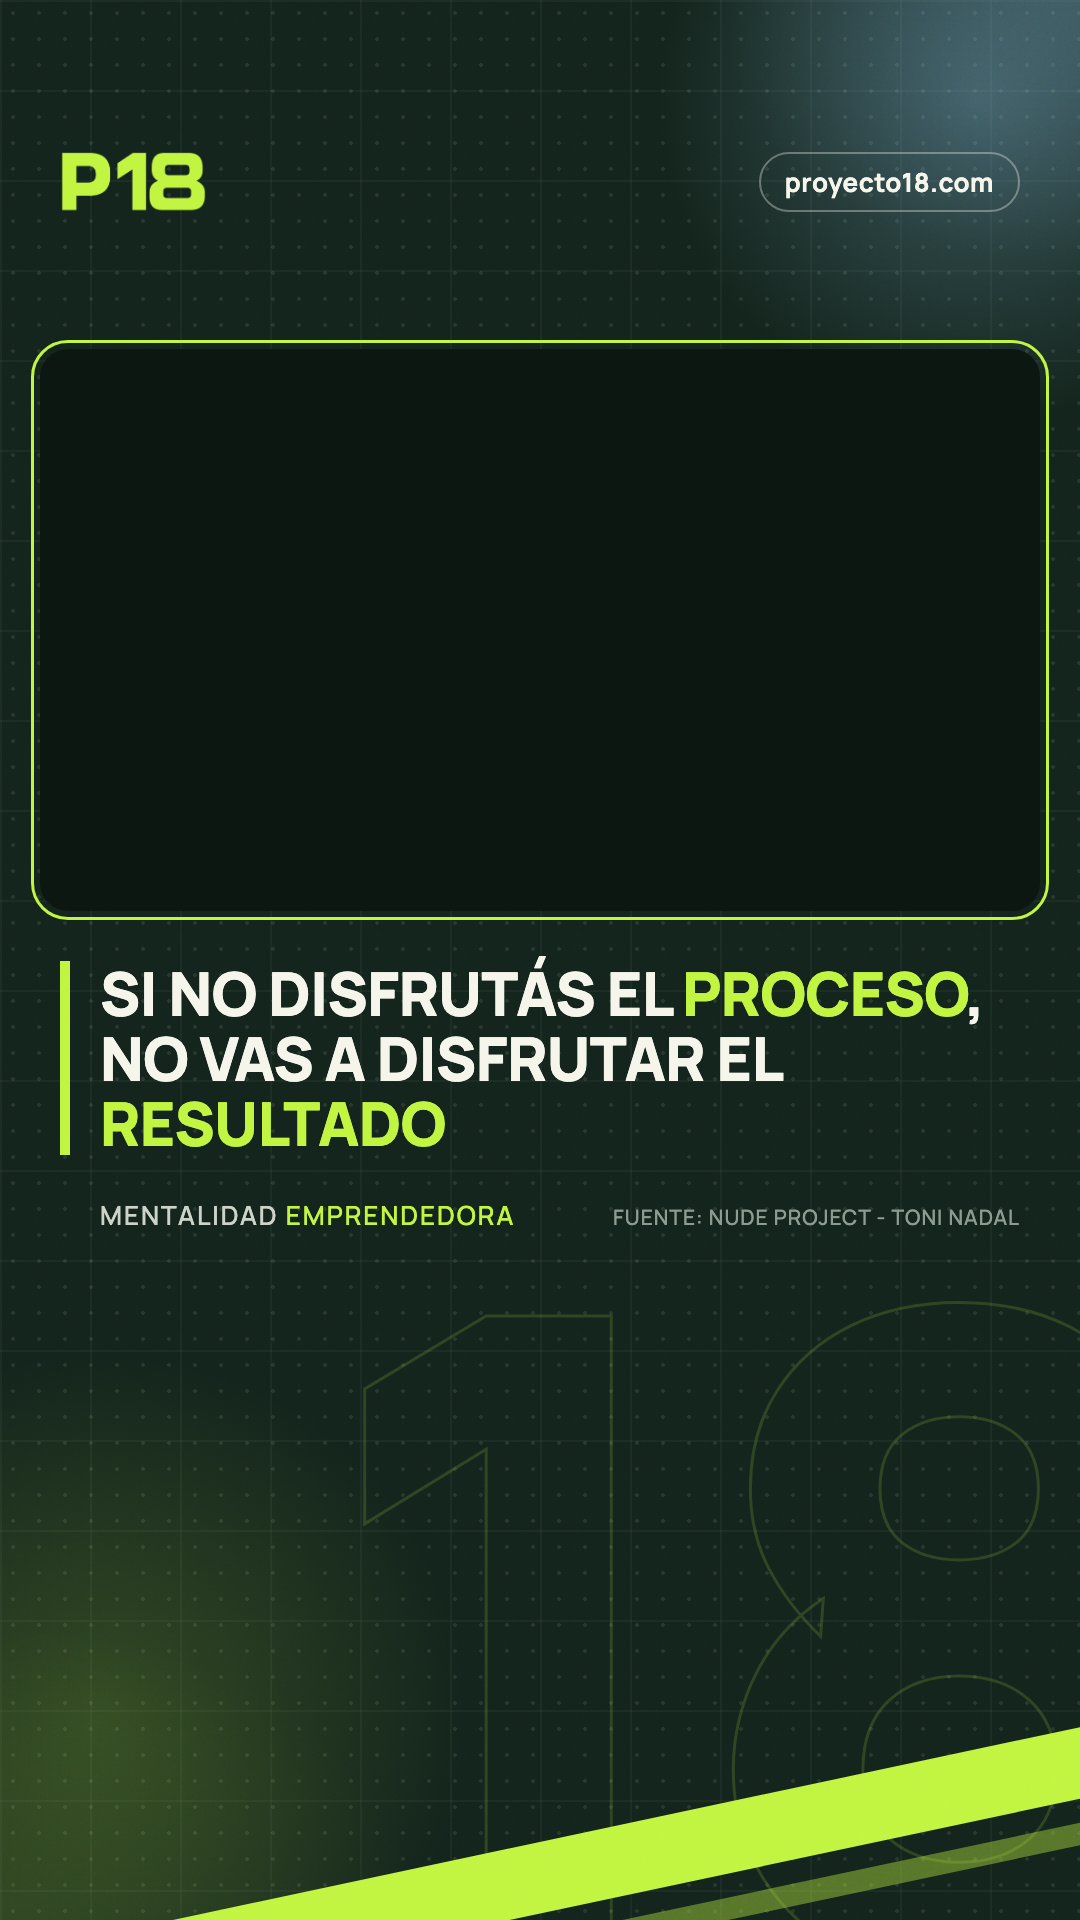 P18
proyecto18.com
SI NO DISFRUTÁS EL PROCESO,
NO VAS A DISFRUTAR EL
RESULTADO
MENTALIDAD EMPRENDEDORA
FUENTE: NUDE PROJECT - TONI NADAL
18